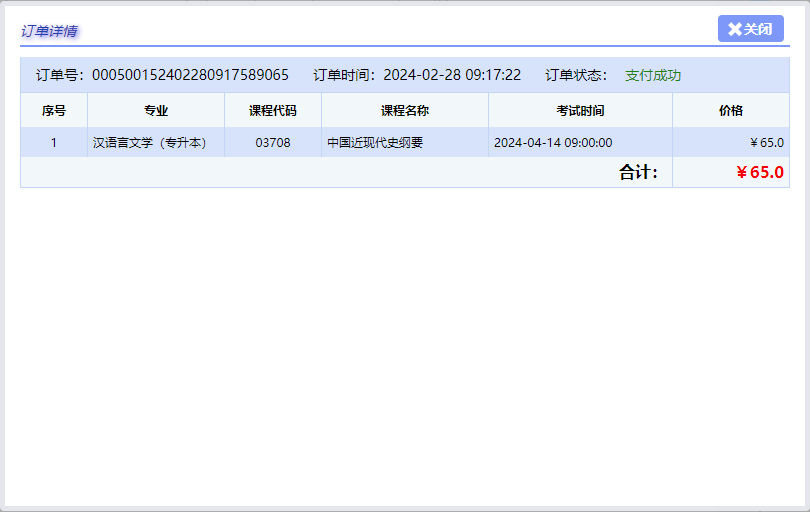 订单详情
关闭
订单号：000500152402280917589065 订单时间：2024-02-28 09:17:22 订单状态： 支付成功
序号 专业 课程代码 课程名称 考试时间 价格
1 汉语言文学（专升本） 03708 中国近现代史纲要 2024-04-14 09:00:00 ￥65.0
合计： ￥65.0